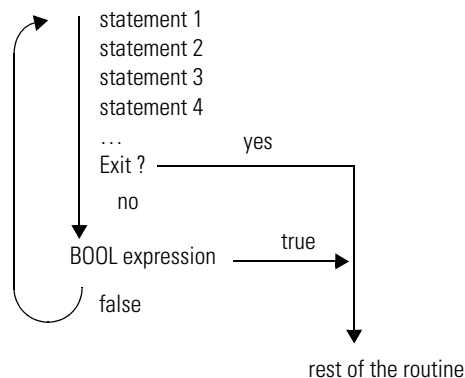 statement 1
statement 2
statement 3
statement 4
...
yes
Exit ?
no
true
BOOL expression
false
rest of the routine